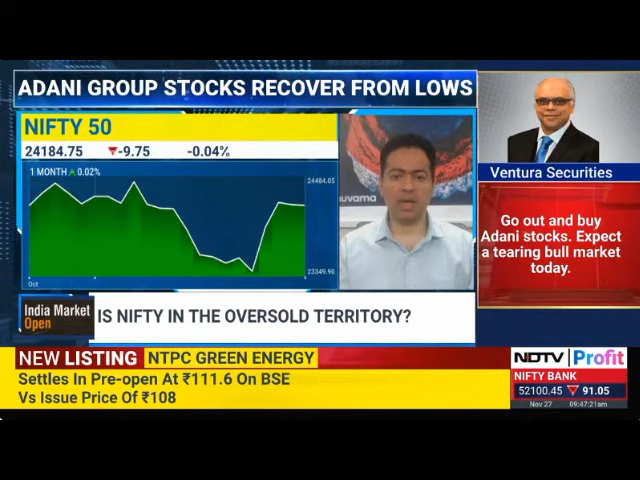 ADANI GROUP STOCKS RECOVER FROM LOWS
NIFTY 50
24184.75 ▼-9.75 -0.04%
1 MONTH ▲ 0.02%
24484.05
23349.90
Oct
nuvama
Ventura Securities
Go out and buy
Adani stocks. Expect
a tearing bull market
today.
India Market
Open
IS NIFTY IN THE OVERSOLD TERRITORY?
NEW LISTING NTPC GREEN ENERGY
Settles In Pre-open At ₹111.6 On BSE
Vs Issue Price Of ₹108
NDTV Profit
NIFTY BANK
52100.45 ▼ 91.05
Nov 27 09:47:21am